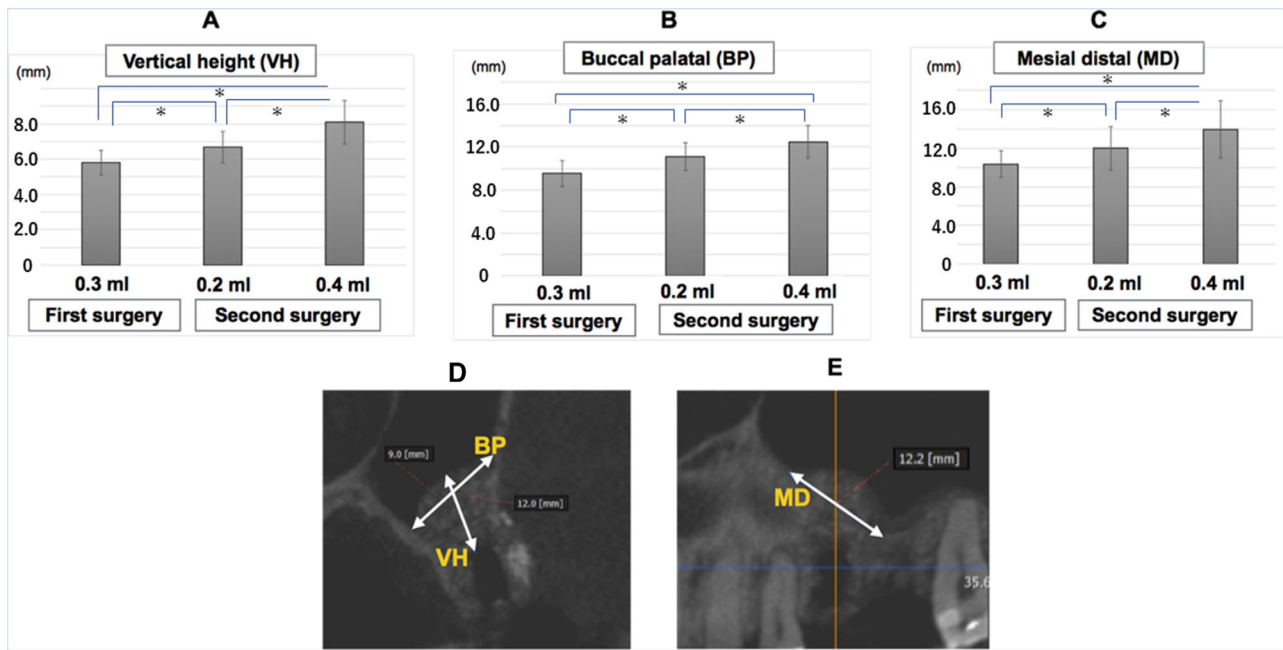 A
Vertical height (VH)
(mm)
*
* *
8.0
6.0
4.0
2.0
0
0.3 ml 0.2 ml 0.4 ml
First surgery Second surgery
B
Buccal palatal (BP)
(mm)
*
* *
16.0
12.0
8.0
4.0
0
0.3 ml 0.2 ml 0.4 ml
First surgery Second surgery
C
Mesial distal (MD)
(mm)
*
* *
16.0
12.0
8.0
4.0
0
0.3 ml 0.2 ml 0.4 ml
First surgery Second surgery
D
BP
9.0 [mm]
12.0 [mm]
VH
E
12.2 [mm]
MD
35.6